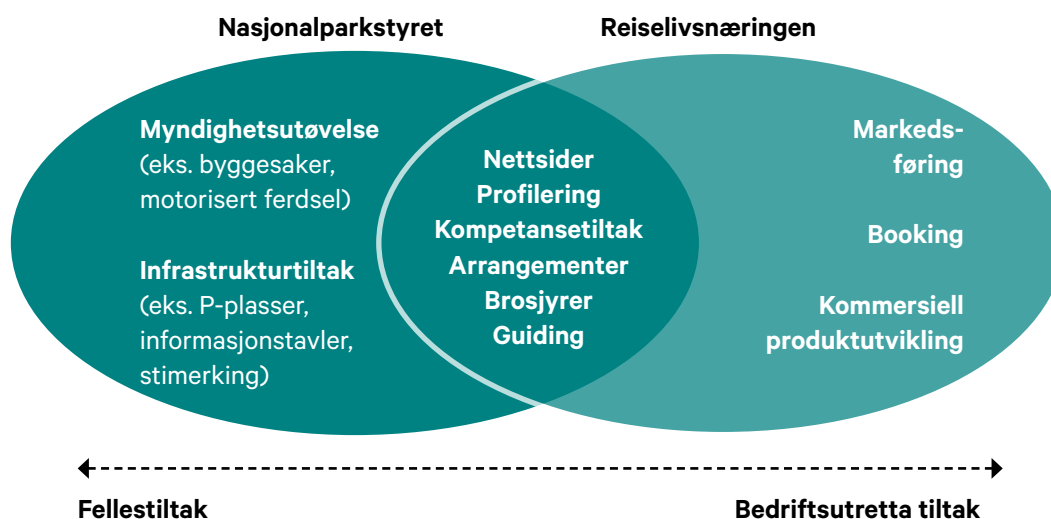 Nasjonalparkstyret
Reiselivsnæringen
Myndighetsutøvelse
(eks. byggesaker,
motorisert ferdsel)
Infrastrukturtiltak
(eks. P-plasser,
informasjonstavler,
stimerking)
Nettsider
Profilering
Kompetansetiltak
Arrangementer
Brosjyrer
Guiding
Markeds-
føring
Booking
Kommersiell
produktutvikling
Fellestiltak
Bedriftsutretta tiltak